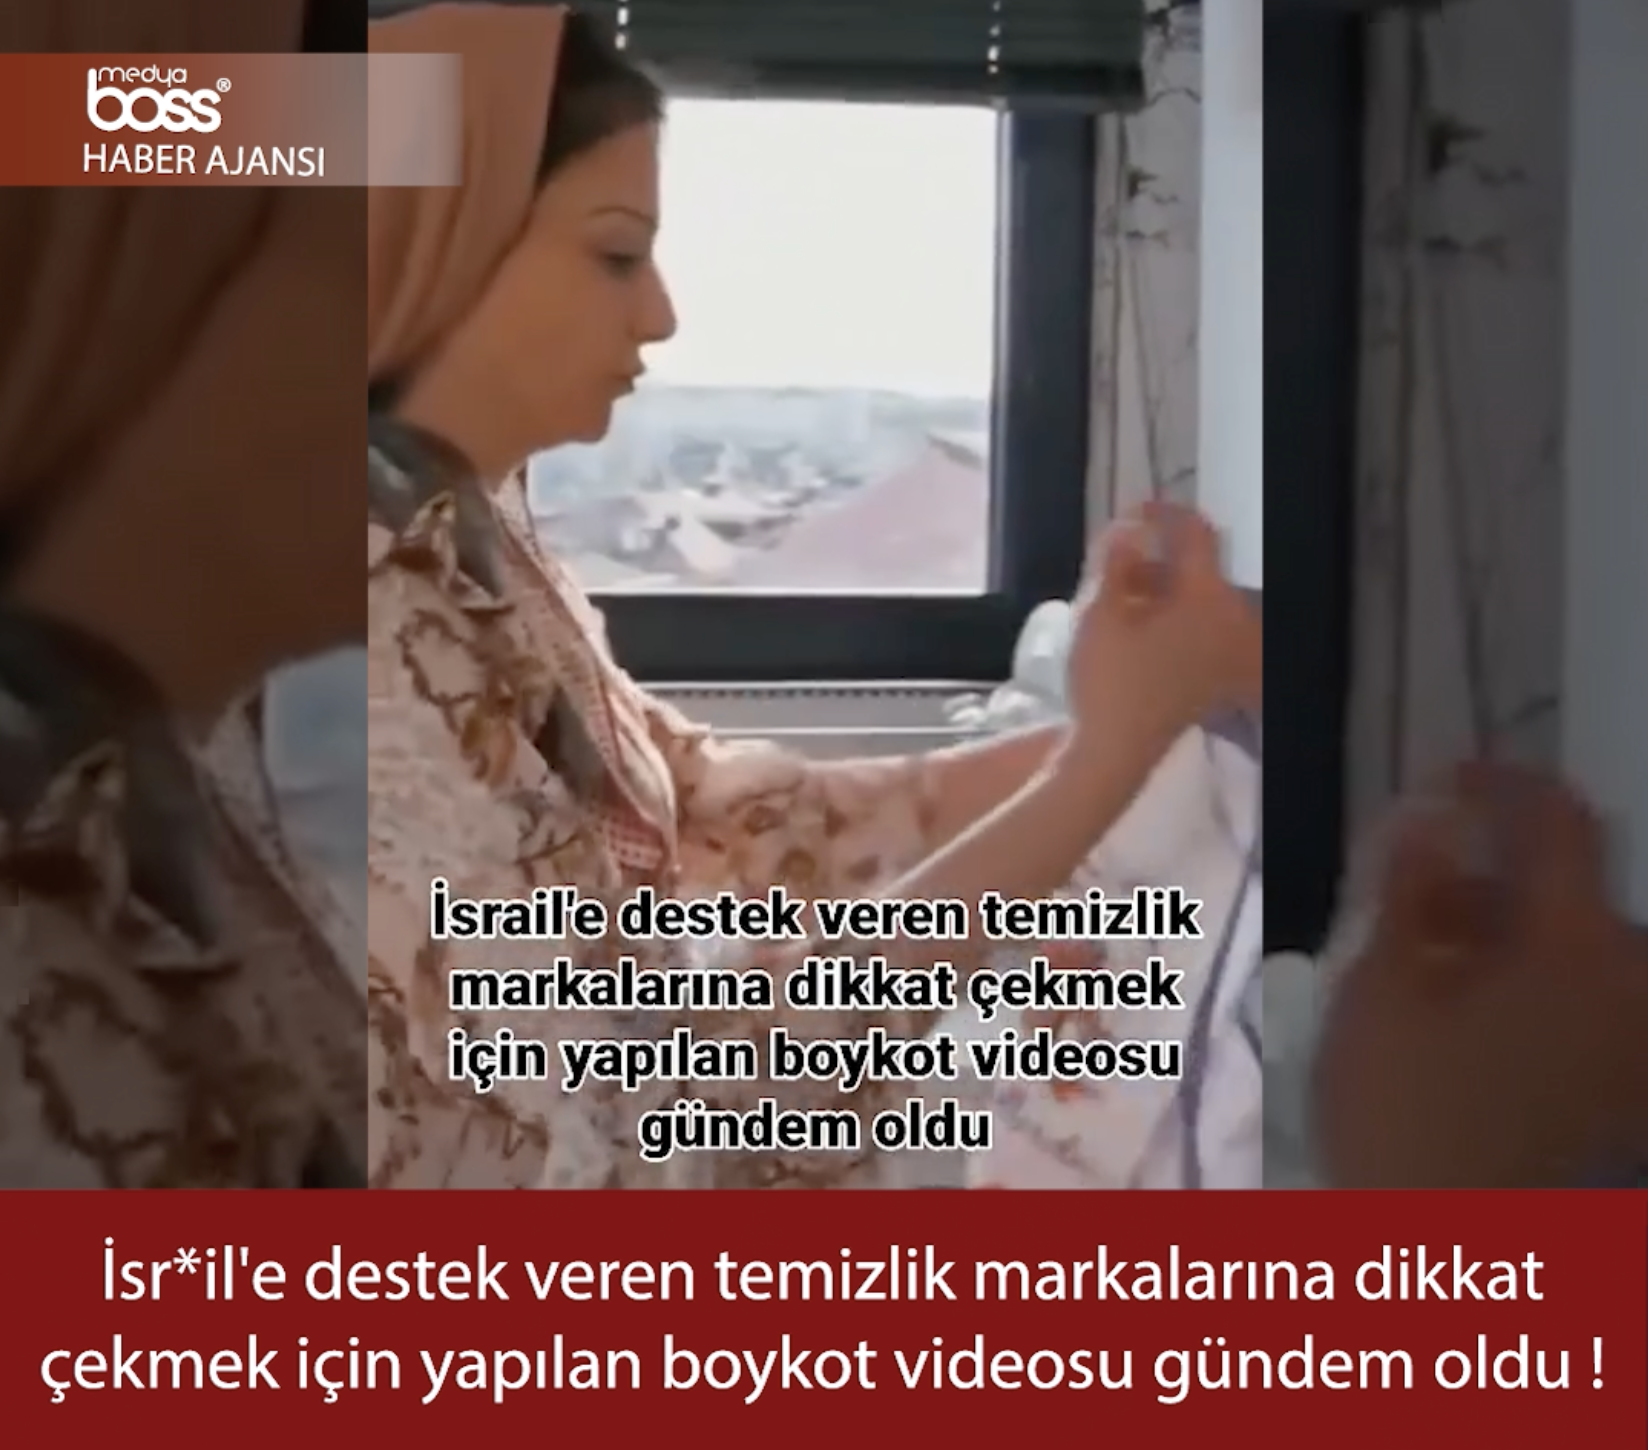 medya
boss®
HABER AJANSI
İsrail'e destek veren temizlik
markalarına dikkat çekmek
için yapılan boykot videosu
gündem oldu
İsr*il'e destek veren temizlik markalarına dikkat
çekmek için yapılan boykot videosu gündem oldu !